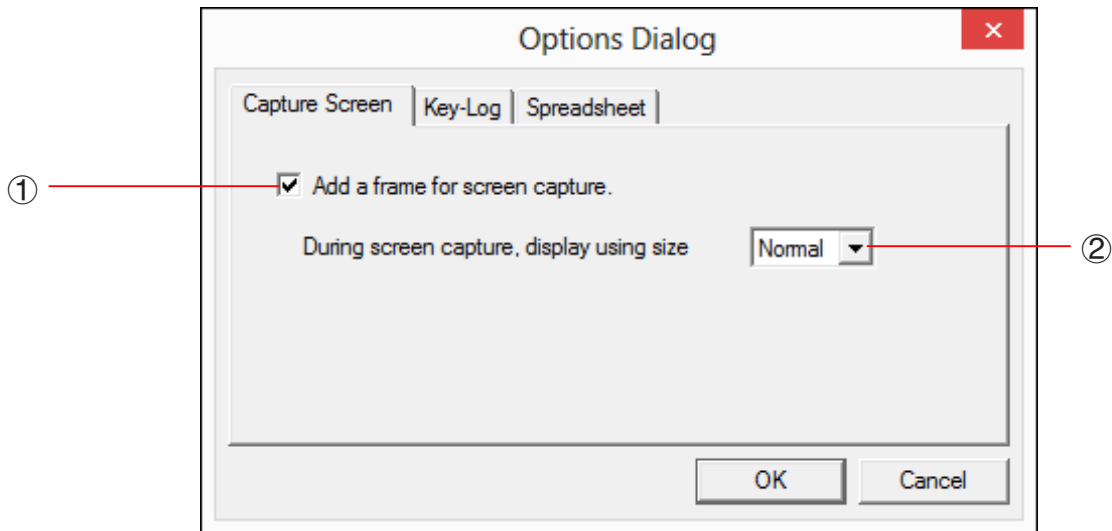 Options Dialog
Capture Screen Key-Log Spreadsheet
① Add a frame for screen capture.
During screen capture, display using size Normal ②
OK Cancel